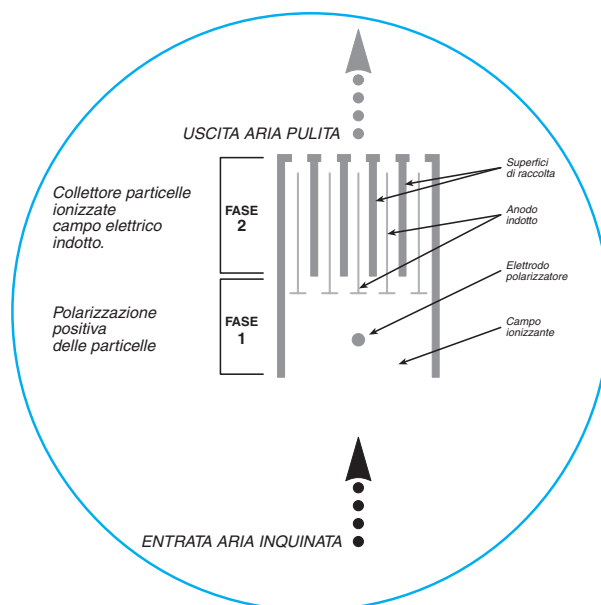 USCITA ARIA PULITA
Collettore particelle
ionizzate
campo elettrico
indotto.
FASE
2
Superfici
di raccolta
Anodo
indotto
Elettrodo
polarizzatore
Polarizzazione
positiva
delle particelle
FASE
1
Campo
ionizzante
ENTRATA ARIA INQUINATA